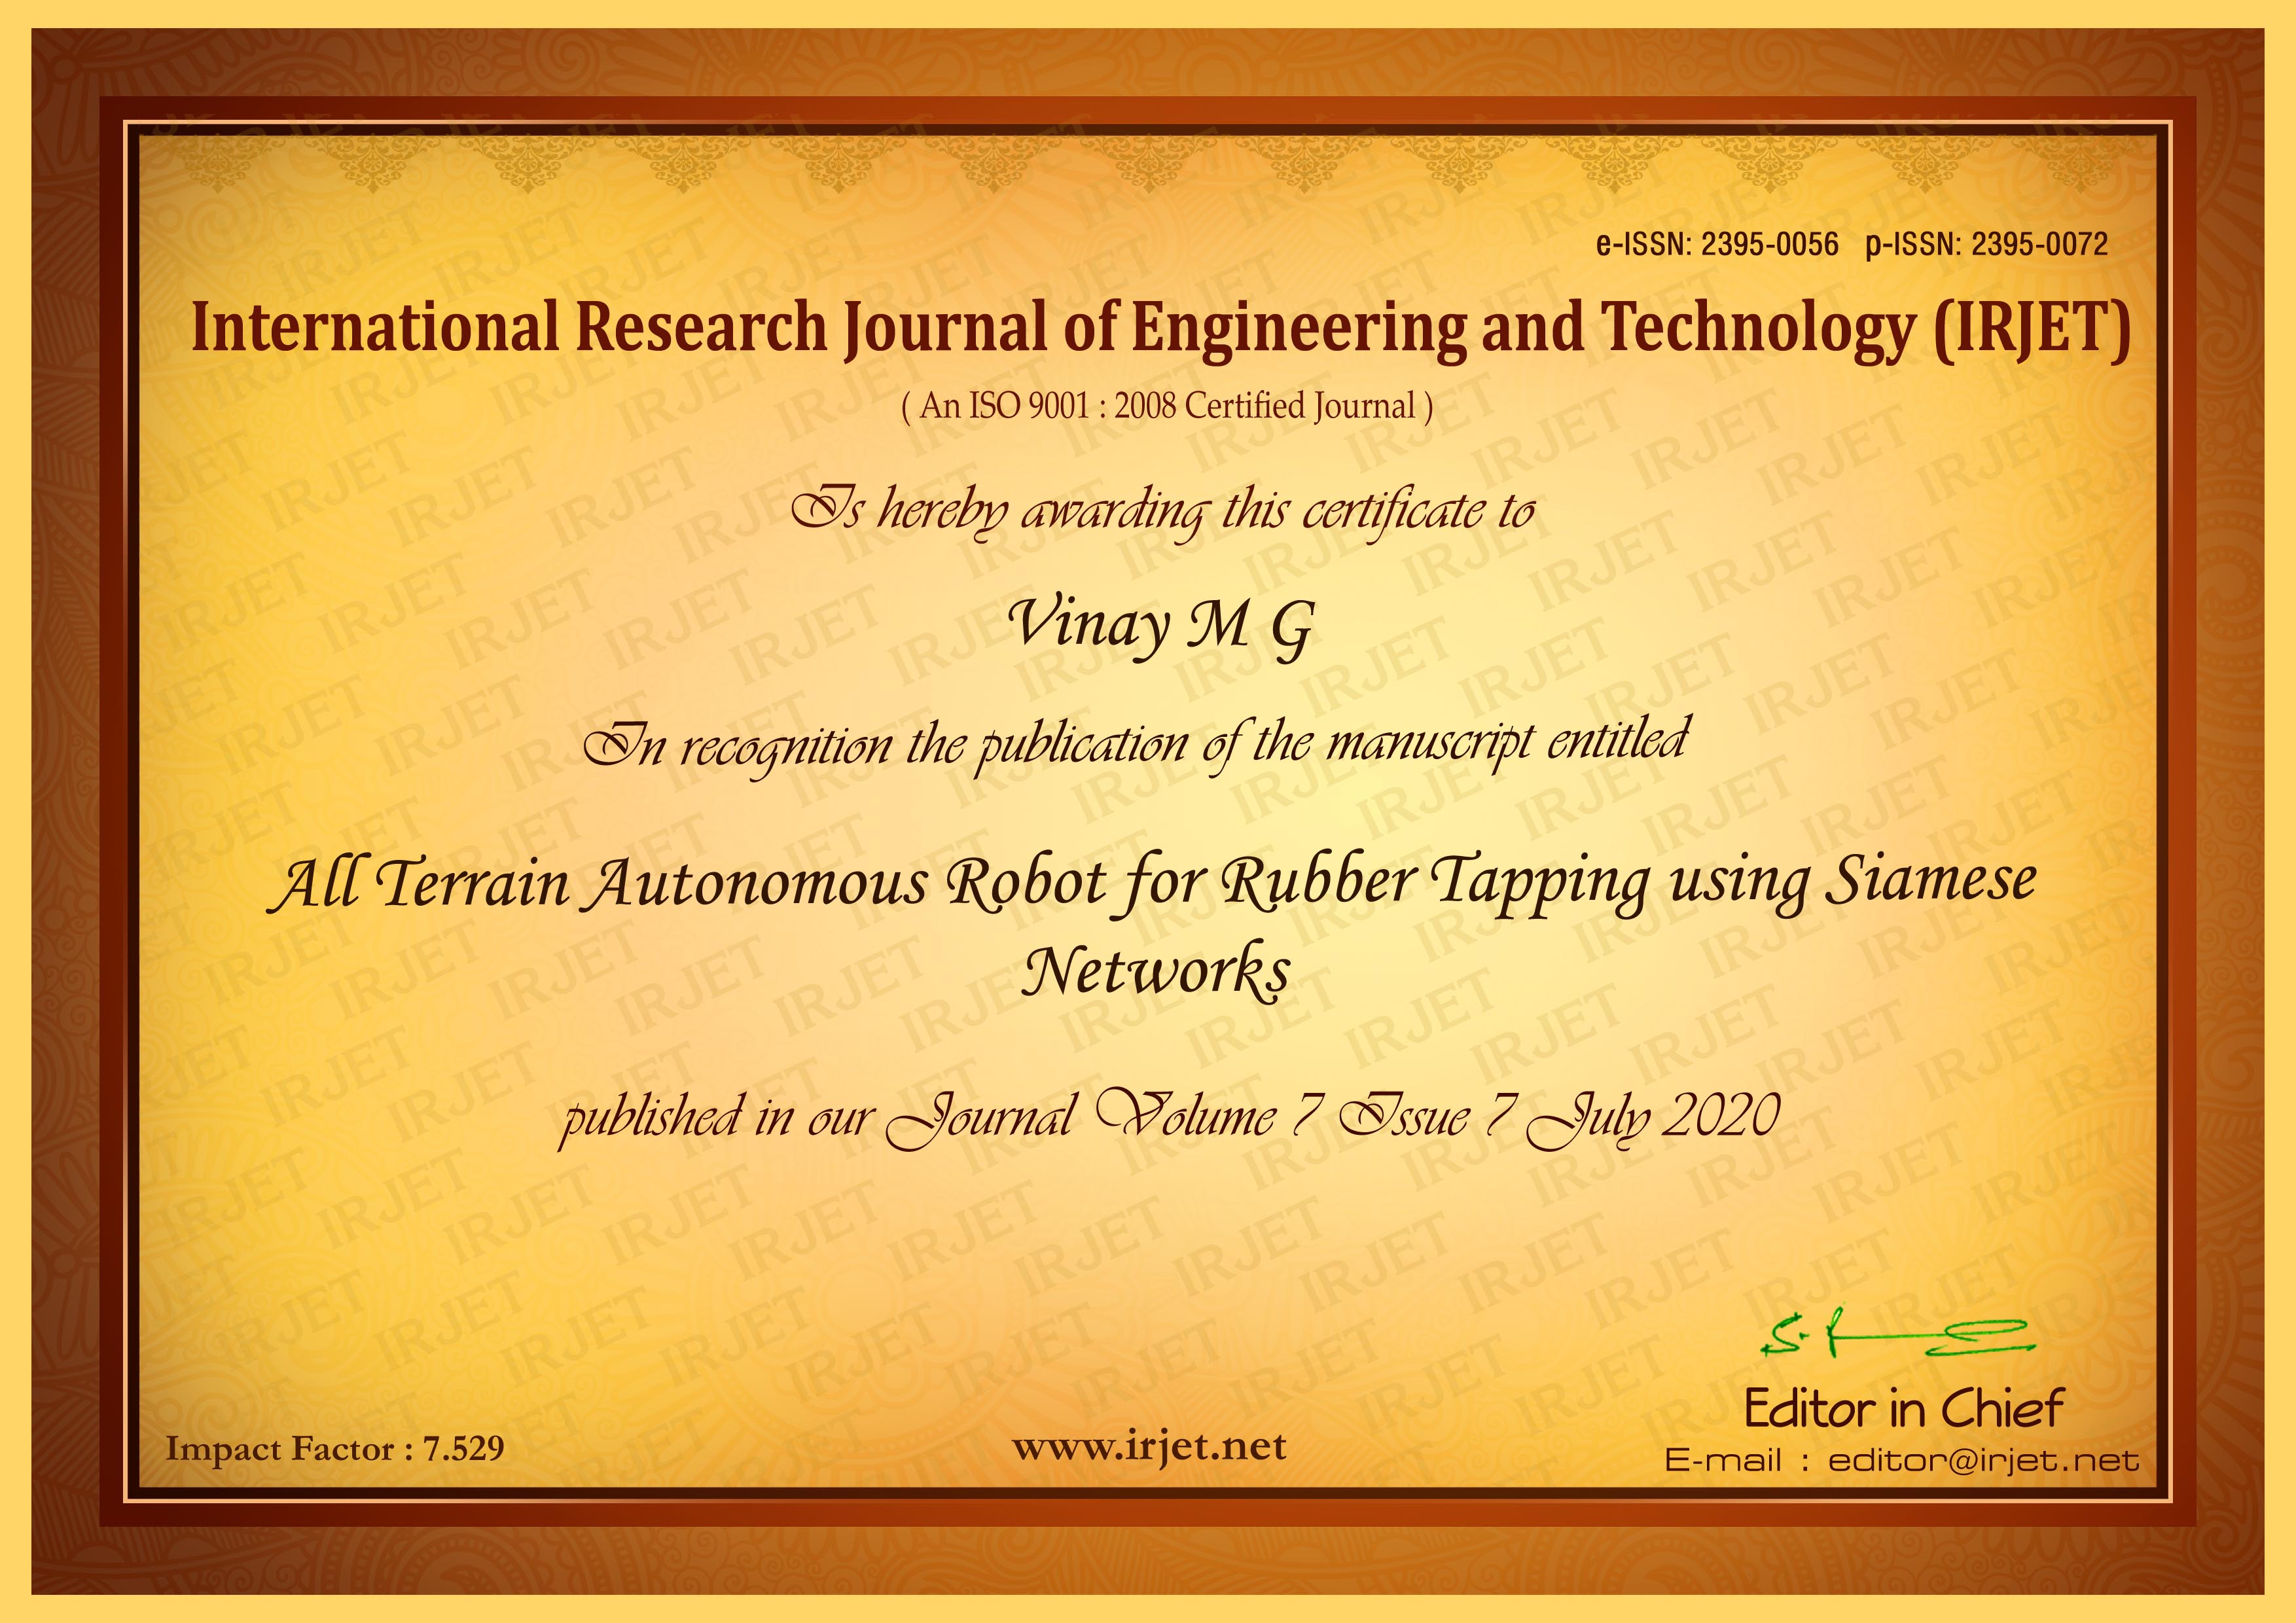 e-ISSN: 2395-0056 p-ISSN: 2395-0072
International Research Journal of Engineering and Technology (IRJET)
( An ISO 9001 : 2008 Certified Journal )
Is hereby awarding this certificate to
Vinay M G
In recognition the publication of the manuscript entitled
All Terrain Autonomous Robot for Rubber Tapping using Siamese
Networks
published in our Journal Volume 7 Issue 7 July 2020
Editor in Chief
Impact Factor : 7.529
www.irjet.net
E-mail : editor@irjet.net